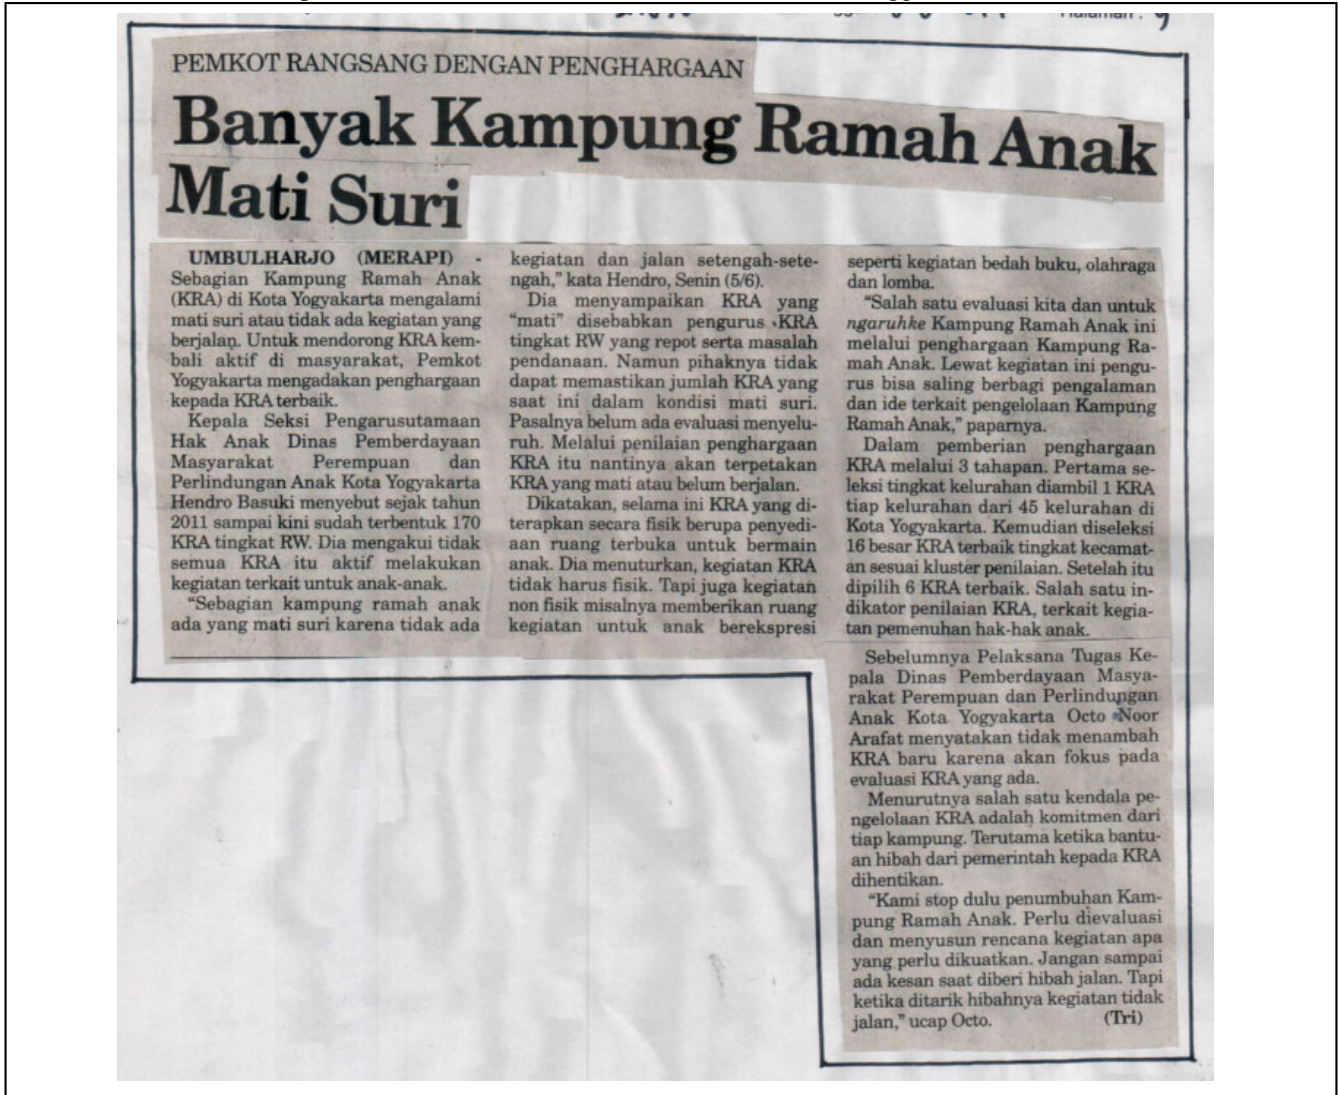 Halaman : 9
PEMKOT RANGSANG DENGAN PENGHARGAAN
Banyak Kampung Ramah Anak
Mati Suri
UMBULHARJO (MERAPI) -
Sebagian Kampung Ramah Anak
(KRA) di Kota Yogyakarta mengalami
mati suri atau tidak ada kegiatan yang
berjalan. Untuk mendorong KRA kem-
bali aktif di masyarakat, Pemkot
Yogyakarta mengadakan penghargaan
kepada KRA terbaik.
Kepala Seksi Pengarusutamaan
Hak Anak Dinas Pemberdayaan
Masyarakat Perempuan dan
Perlindungan Anak Kota Yogyakarta
Hendro Basuki menyebut sejak tahun
2011 sampai kini sudah terbentuk 170
KRA tingkat RW. Dia mengakui tidak
semua KRA itu aktif melakukan
kegiatan terkait untuk anak-anak.
“Sebagian kampung ramah anak
ada yang mati suri karena tidak ada
kegiatan dan jalan setengah-sete-
ngah,” kata Hendro, Senin (5/6).
Dia menyampaikan KRA yang
“mati” disebabkan pengurus KRA
tingkat RW yang repot serta masalah
pendanaan. Namun pihaknya tidak
dapat memastikan jumlah KRA yang
saat ini dalam kondisi mati suri.
Pasalnya belum ada evaluasi menyelu-
ruh. Melalui penilaian penghargaan
KRA itu nantinya akan terpetakan
KRA yang mati atau belum berjalan.
Dikatakan, selama ini KRA yang di-
terapkan secara fisik berupa penyedi-
aan ruang terbuka untuk bermain
anak. Dia menuturkan, kegiatan KRA
tidak harus fisik. Tapi juga kegiatan
non fisik misalnya memberikan ruang
kegiatan untuk anak berekspresi
seperti kegiatan bedah buku, olahraga
dan lomba.
“Salah satu evaluasi kita dan untuk
ngaruhke Kampung Ramah Anak ini
melalui penghargaan Kampung Ra-
mah Anak. Lewat kegiatan ini pengu-
rus bisa saling berbagi pengalaman
dan ide terkait pengelolaan Kampung
Ramah Anak,” paparnya.
Dalam pemberian penghargaan
KRA melalui 3 tahapan. Pertama se-
leksi tingkat kelurahan diambil 1 KRA
tiap kelurahan dari 45 kelurahan di
Kota Yogyakarta. Kemudian diseleksi
16 besar KRA terbaik tingkat kecamat-
an sesuai kluster penilaian. Setelah itu
dipilih 6 KRA terbaik. Salah satu in-
dikator penilaian KRA, terkait kegia-
tan pemenuhan hak-hak anak.
Sebelumnya Pelaksana Tugas Ke-
pala Dinas Pemberdayaan Masya-
rakat Perempuan dan Perlindungan
Anak Kota Yogyakarta Octo Noor
Arafat menyatakan tidak menambah
KRA baru karena akan fokus pada
evaluasi KRA yang ada.
Menurutnya salah satu kendala pe-
ngelolaan KRA adalah komitmen dari
tiap kampung. Terutama ketika bantu-
an hibah dari pemerintah kepada KRA
dihentikan.
“Kami stop dulu penumbuhan Kam-
pung Ramah Anak. Perlu dievaluasi
dan menyusun rencana kegiatan apa
yang perlu dikuatkan. Jangan sampai
ada kesan saat diberi hibah jalan. Tapi
ketika ditarik hibahnya kegiatan tidak
jalan,” ucap Octo. (Tri)